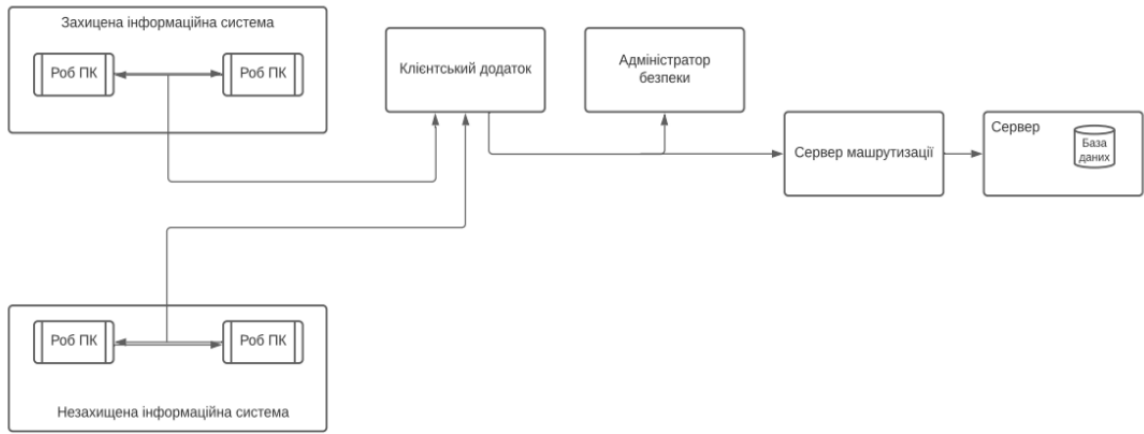 Захицена інформаційна система
Роб ПК
Роб ПК
Клієнтський додаток
Адміністратор
безпеки
Сервер машрутизації
Сервер
База
даних
Роб ПК
Роб ПК
Незахищена інформаційна система